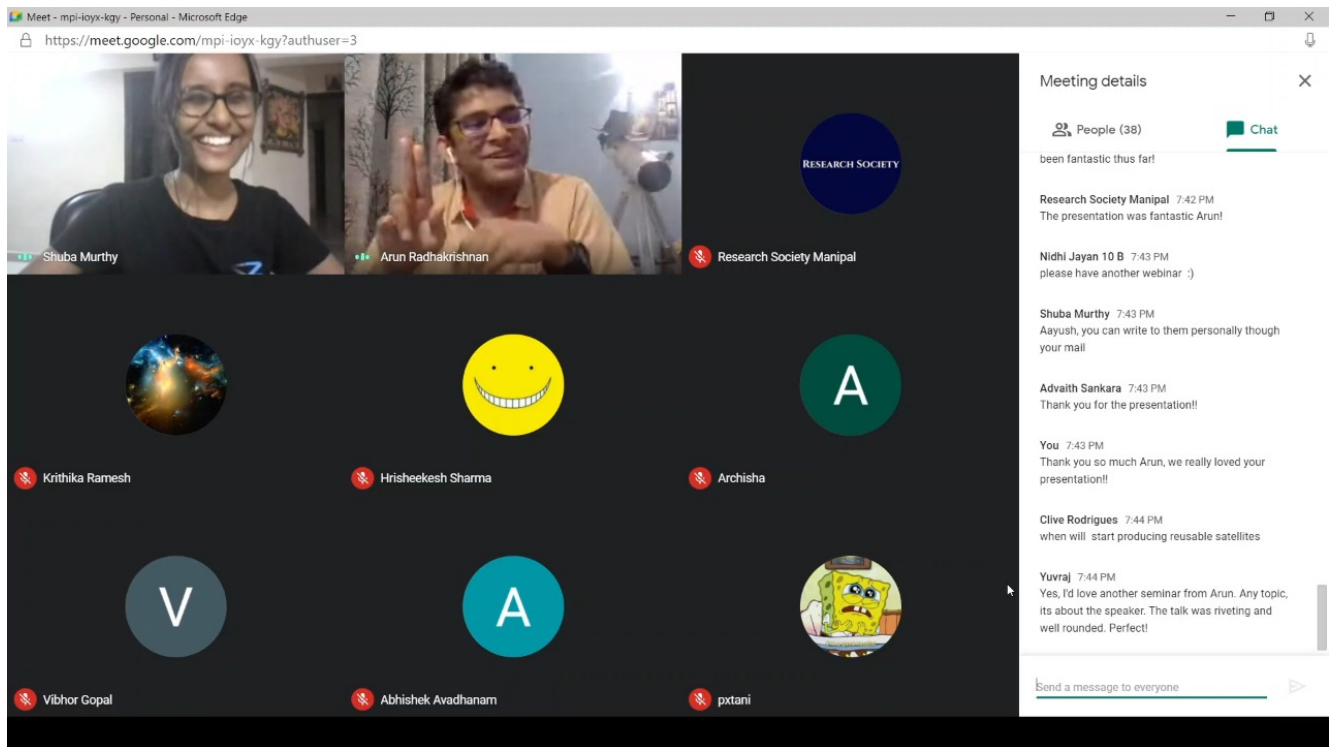 Meet - mpi-ioyx-kgy - Personal - Microsoft Edge
https://meet.google.com/mpi-ioyx-kgy?authuser=3
Shuba Murthy
Arun Radhakrishnan
RESEARCH SOCIETY
Research Society Manipal
Krithika Ramesh
Hrisheekesh Sharma
A
Archisha
V
Vibhor Gopal
A
Abhishek Avadhanam
pxtani
Meeting details
People (38)
Chat
been fantastic thus far!
Research Society Manipal 7:42 PM
The presentation was fantastic Arun!
Nidhi Jayan 10 B 7:43 PM
please have another webinar :)
Shuba Murthy 7:43 PM
Aayush, you can write to them personally though
your mail
Advaith Sankara 7:43 PM
Thank you for the presentation!!
You 7:43 PM
Thank you so much Arun, we really loved your
presentation!!
Clive Rodrigues 7:44 PM
when will start producing reusable satellites
Yuvraj 7:44 PM
Yes, I'd love another seminar from Arun. Any topic,
its about the speaker. The talk was riveting and
well rounded. Perfect!
Send a message to everyone